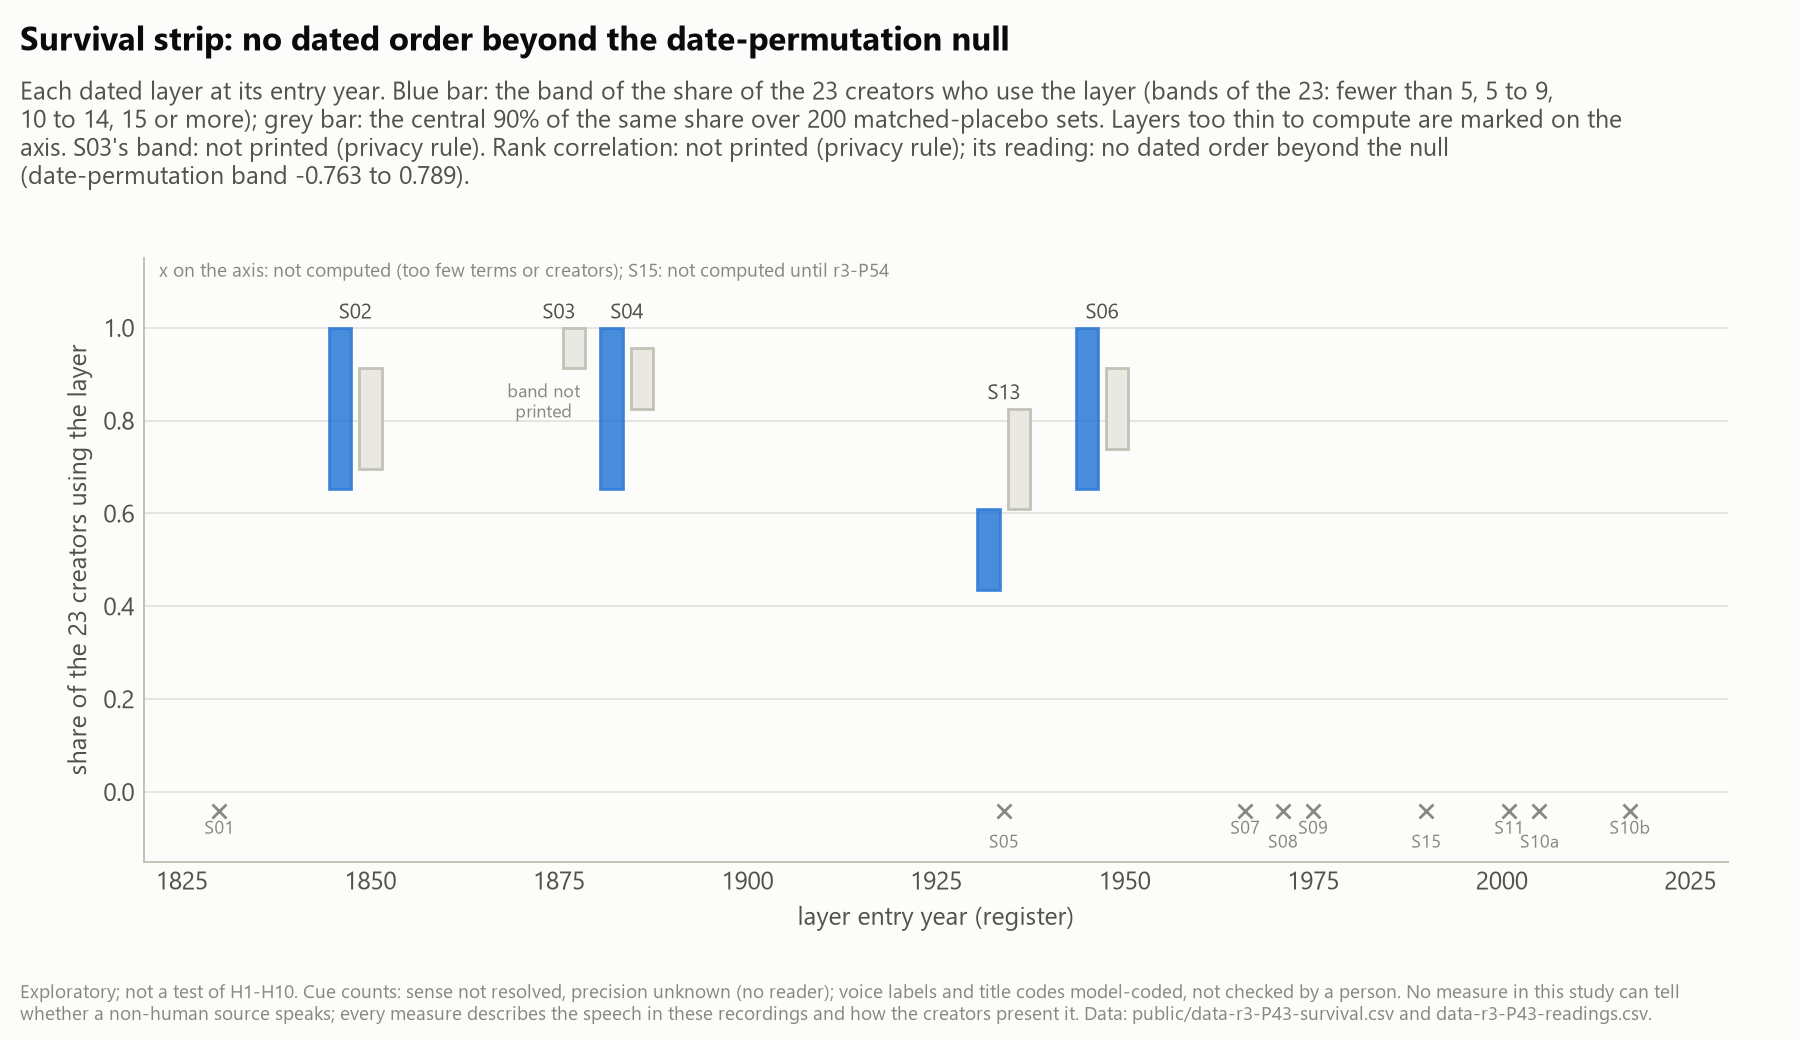 Survival strip: no dated order beyond the date-permutation null
Each dated layer at its entry year. Blue bar: the band of the share of the 23 creators who use the layer (bands of the 23: fewer than 5, 5 to 9,
10 to 14, 15 or more); grey bar: the central 90% of the same share over 200 matched-placebo sets. Layers too thin to compute are marked on the
axis. S03's band: not printed (privacy rule). Rank correlation: not printed (privacy rule); its reading: no dated order beyond the null
(date-permutation band -0.763 to 0.789).
x on the axis: not computed (too few terms or creators); S15: not computed until r3-P54
S02
S03
S04
S06
band not
printed
S13
1.0
0.8
0.6
0.4
0.2
0.0
share of the 23 creators using the layer
S01
S05
S07
S08
S09
S15
S11
S10a
S10b
1825
1850
1875
1900
1925
1950
1975
2000
2025
layer entry year (register)
Exploratory; not a test of H1-H10. Cue counts: sense not resolved, precision unknown (no reader); voice labels and title codes model-coded, not checked by a person. No measure in this study can tell
whether a non-human source speaks; every measure describes the speech in these recordings and how the creators present it. Data: public/data-r3-P43-survival.csv and data-r3-P43-readings.csv.